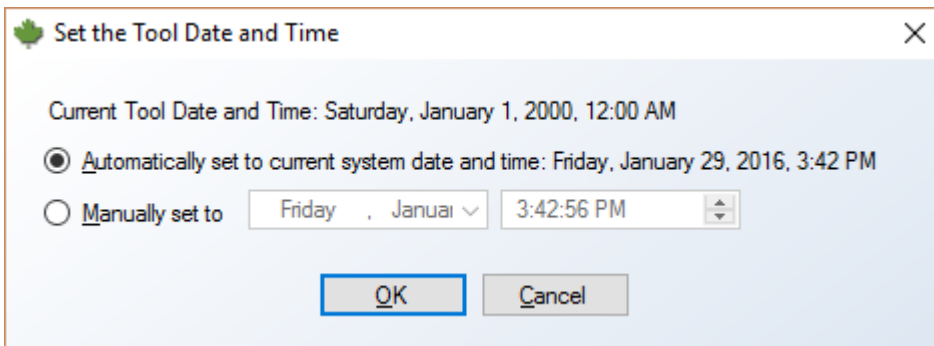 Set the Tool Date and Time
Current Tool Date and Time: Saturday, January 1, 2000, 12:00 AM
Automatically set to current system date and time: Friday, January 29, 2016, 3:42 PM
Manually set to Friday , Januar 3:42:56 PM
OK Cancel